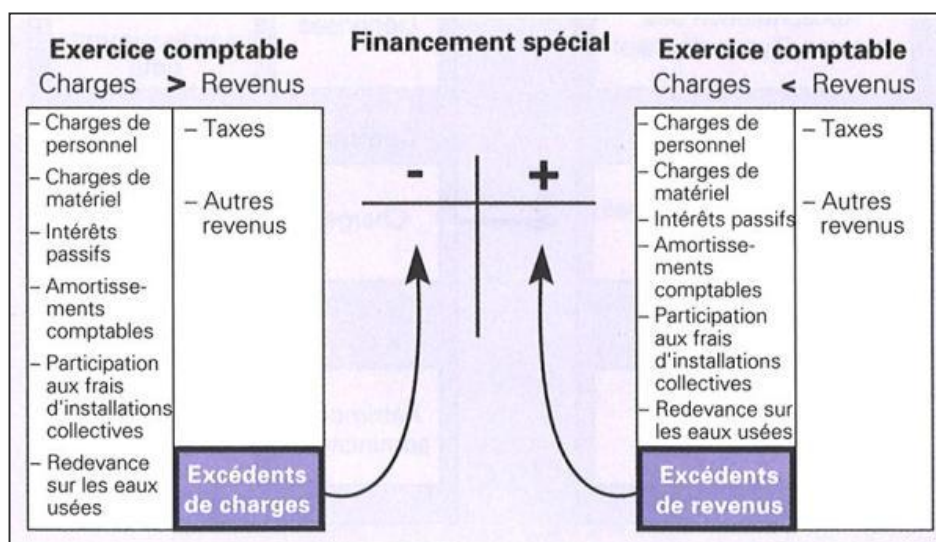 Financement spécial
Exercice comptable
Charges > Revenus
– Charges de
personnel
– Charges de
matériel
– Intérêts
passifs
– Amortisse-
ments
comptables
– Participation
aux frais
d'installations
collectives
– Redevance
sur les eaux
usées
– Taxes
– Autres
revenus
Excédents
de charges
-
+
Exercice comptable
Charges < Revenus
– Charges de
personnel
– Charges de
matériel
– Intérêts passifs
– Amortisse-
ments
comptables
– Participation
aux frais
d'installations
collectives
– Redevance sur
les eaux usées
Excédents
de revenus
– Taxes
– Autres
revenus